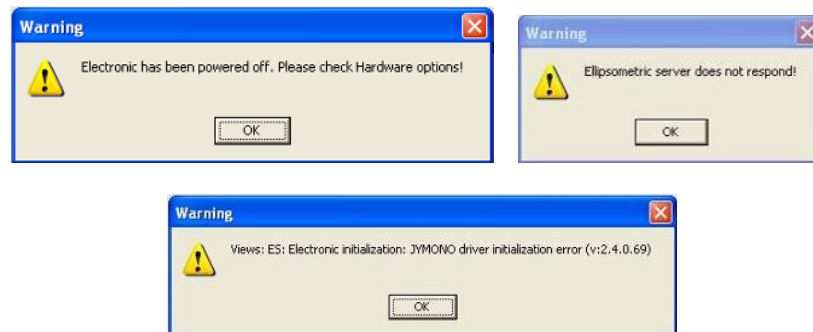 Warning
Electronic has been powered off. Please check Hardware options!
OK
Warning
Ellipsometric server does not respond!
OK
Warning
Views: ES: Electronic initialization: JYMONO driver initialization error (v:2.4.0.69)
OK